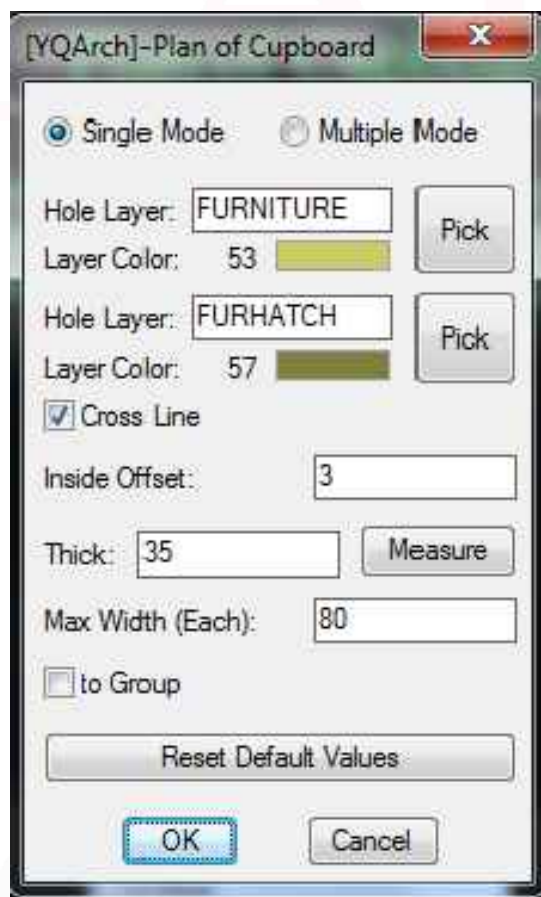 [YQArch]-Plan of Cupboard
Single Mode Multiple Mode
Hole Layer: FURNITURE Pick
Layer Color: 53
Hole Layer: FURHATCH Pick
Layer Color: 57
Cross Line
Inside Offset: 3
Thick: 35 Measure
Max Width (Each): 80
to Group
Reset Default Values
OK Cancel